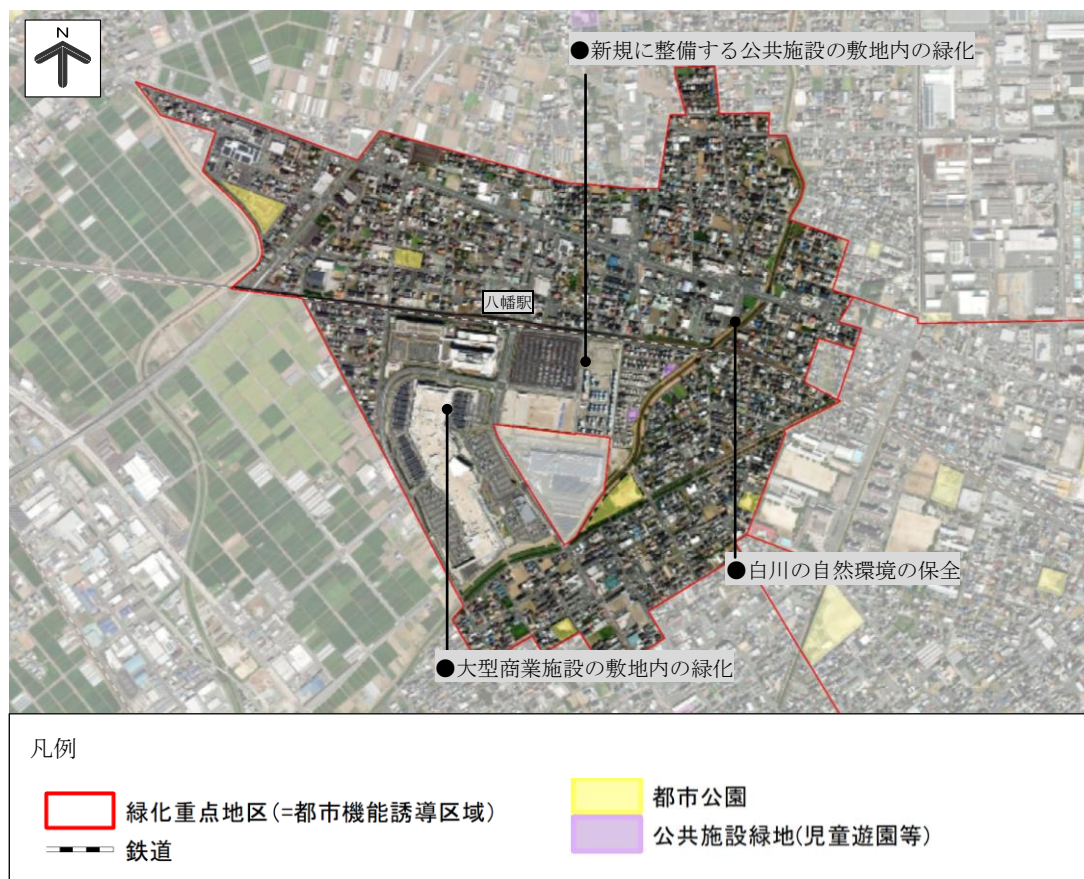 N
●新規に整備する公共施設の敷地内の緑化
八幡駅
●白川の自然環境の保全
●大型商業施設の敷地内の緑化
凡例
緑化重点地区(=都市機能誘導区域)
鉄道
都市公園
公共施設緑地(児童遊園等)